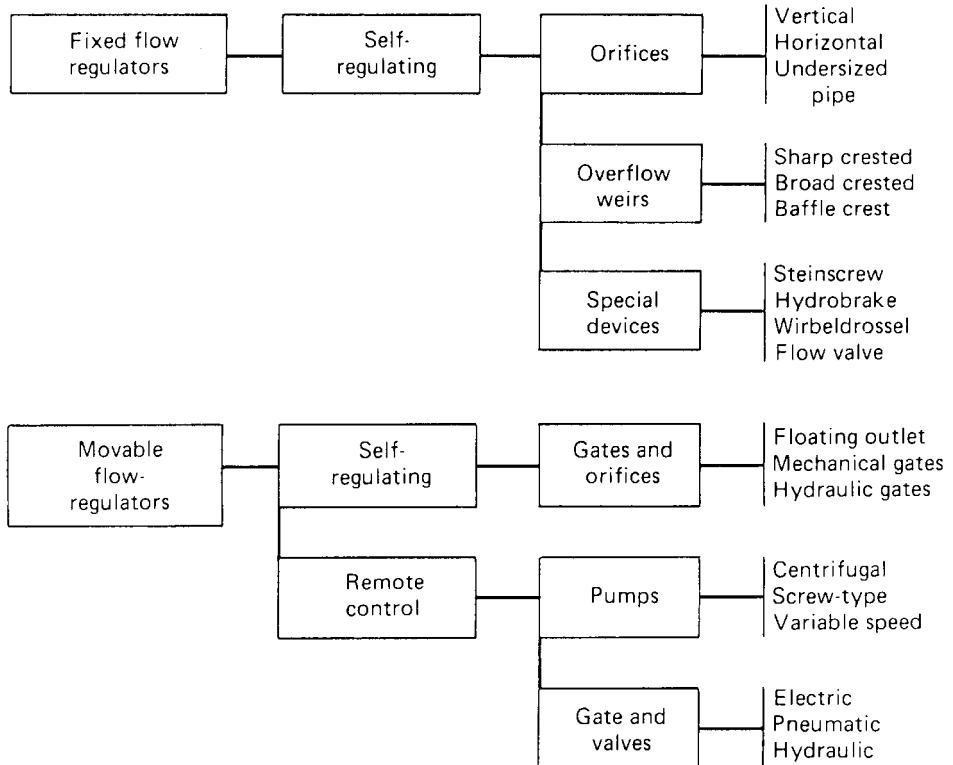 Fixed flow
regulators
Self-
regulating
Orifices
Vertical
Horizontal
Undersized
pipe
Overflow
weirs
Sharp crested
Broad crested
Baffle crest
Special
devices
Steinscrew
Hydrobrake
Wirbeldrossel
Flow valve
Movable
flow-
regulators
Self-
regulating
Gates and
orifices
Floating outlet
Mechanical gates
Hydraulic gates
Remote
control
Pumps
Centrifugal
Screw-type
Variable speed
Gate and
valves
Electric
Pneumatic
Hydraulic